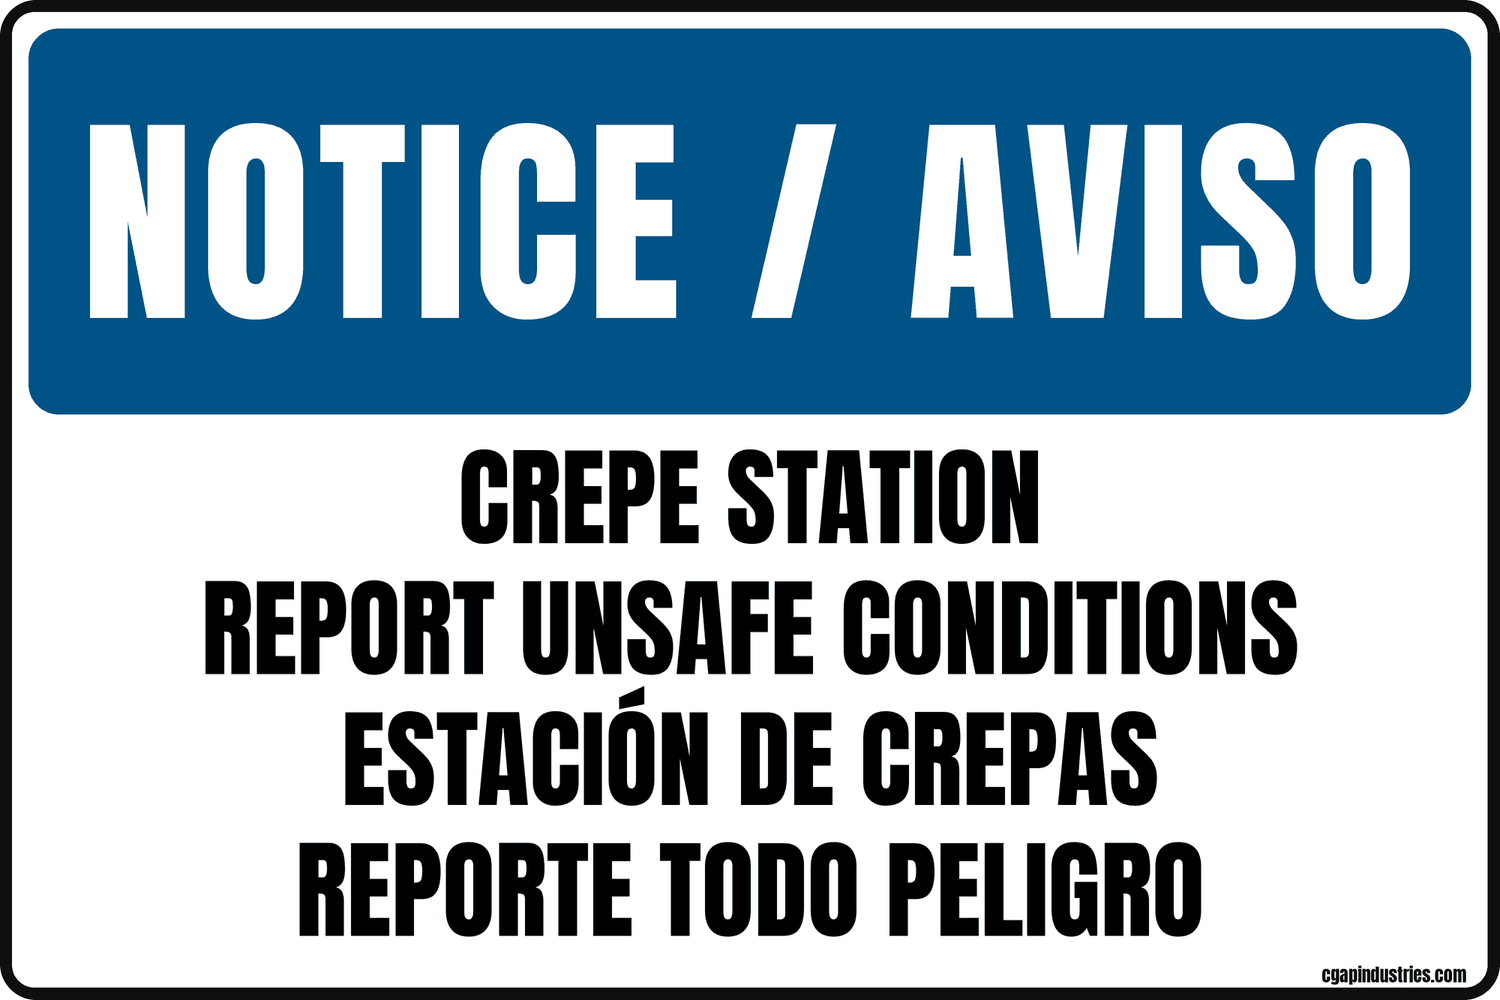 NOTICE / AVISO
CREPE STATION
REPORT UNSAFE CONDITIONS
ESTACIÓN DE CREPAS
REPORTE TODO PELIGRO
cgapindustries.com